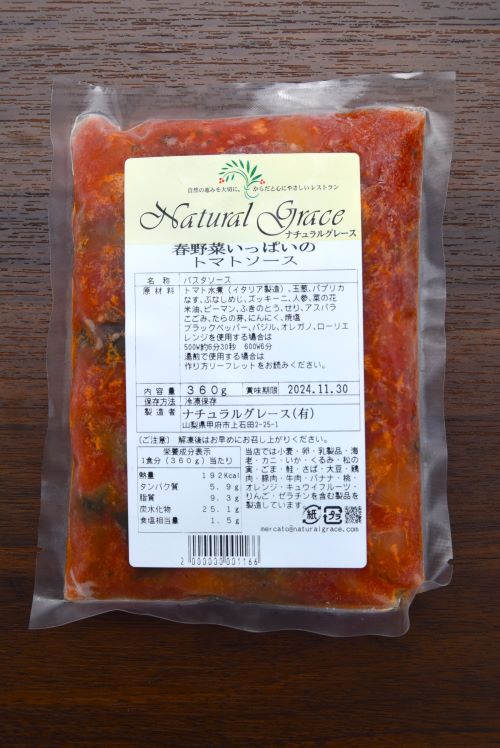 自然の恵みを大切に。からだと心にやさしいレストラン
Natural Grace
ナチュラルグレース
春野菜いっぱいの
トマトソース
名 称 パスタソース
原 材 料 トマト水煮（イタリア製造）、玉葱、パプリカ
なす、ぶなしめじ、ズッキーニ、人参、菜の花
米油、ピーマン、ふきのとう、せり、アスパラ
こごみ、たらの芽、にんにく、焼塩
ブラックペッパー、バジル、オレガノ、ローリエ
レンジを使用する場合は
500W約6分30秒 600W6分
湯煎で使用する場合は
作り方リーフレットをお読みください。
内 容 量 360g 賞味期限 2024.11.30
保存方法 冷凍保存
製 造 者 ナチュラルグレース(有)
山梨県甲府市上石田2-25-1
(ご注意) 解凍後はお早めにお召し上がりください。
栄養成分表示
1食分(360g)当たり
熱量 192Kcal
タンパク質 5.9g
脂質 9.3g
炭水化物 25.1g
食塩相当量 1.5g
当店では小麦・卵・乳製品・海
老・カニ・いか・くるみ・松の
実・ごま・鮭・さば・大豆・鶏
肉・豚肉・牛肉・バナナ・桃・
オレンジ・キュウイフルーツ・
りんご・ゼラチンを含む製品を
製造しています。
紙 プラ
mercato@naturalgrace.com
2 000000 001166